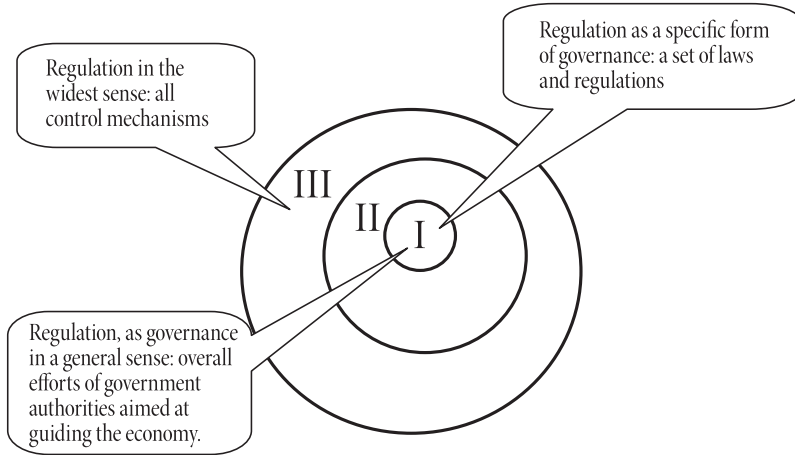 Regulation in the
widest sense: all
control mechanisms
Regulation as a specific form
of governance: a set of laws
and regulations
III
II
I
Regulation, as governance
in a general sense: overall
efforts of government
authorities aimed at
guiding the economy.